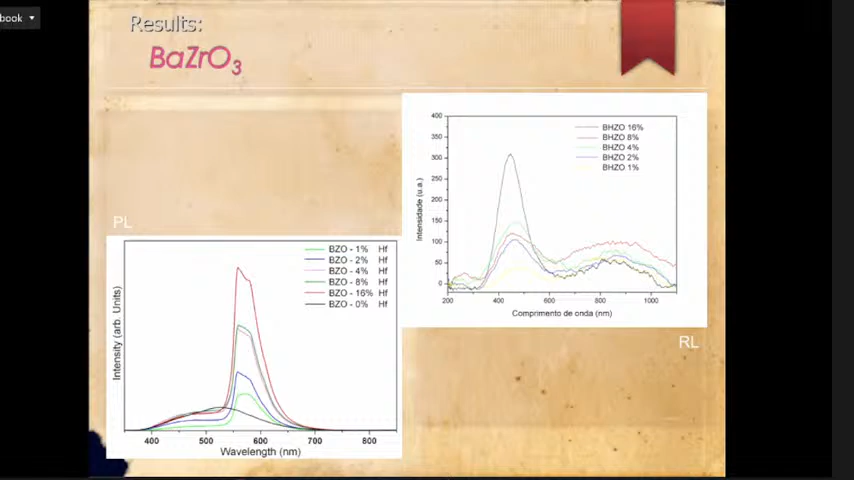 book
Results:
BaZrO3
PL
Intensity (arb. Units)
BZO - 1% Hf
BZO - 2% Hf
BZO - 4% Hf
BZO - 8% Hf
BZO - 16% Hf
BZO - 0% Hf
400 500 600 700 800
Wavelength (nm)
Intensidade (u.a.)
400
350
300
250
200
150
100
50
0
BHZO 16%
BHZO 8%
BHZO 4%
BHZO 2%
BHZO 1%
200 400 600 800 1000
Comprimento de onda (nm)
RL